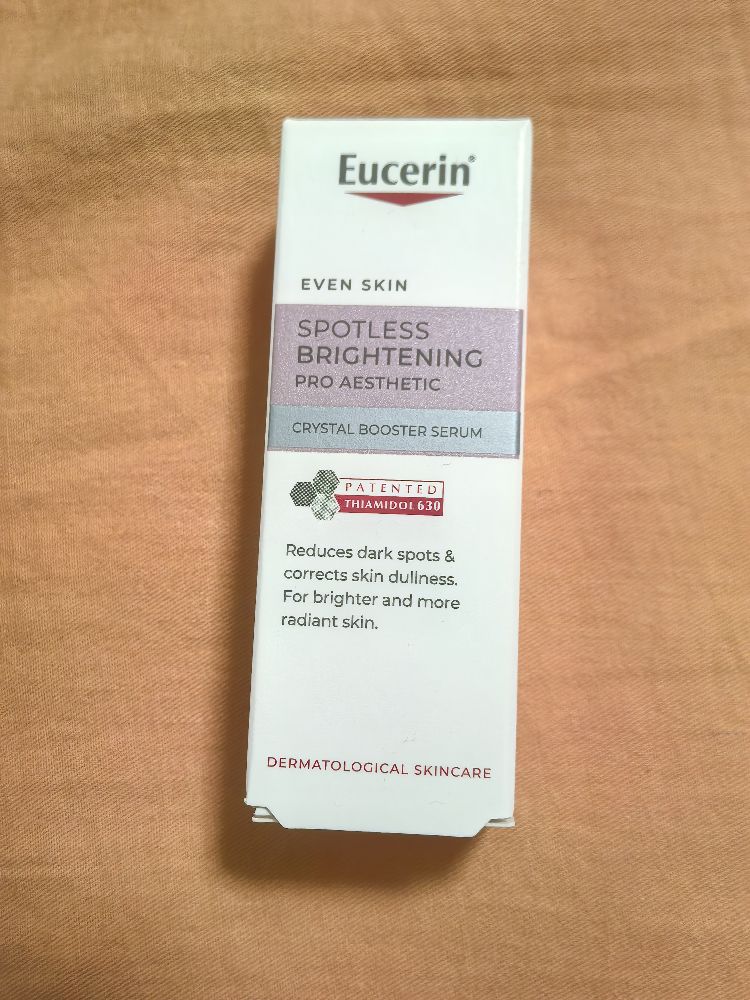 Eucerin®
EVEN SKIN
SPOTLESS
BRIGHTENING
PRO AESTHETIC
CRYSTAL BOOSTER SERUM
PATENTED
THIAMIDOL 630
Reduces dark spots &
corrects skin dullness.
For brighter and more
radiant skin.
DERMATOLOGICAL SKINCARE